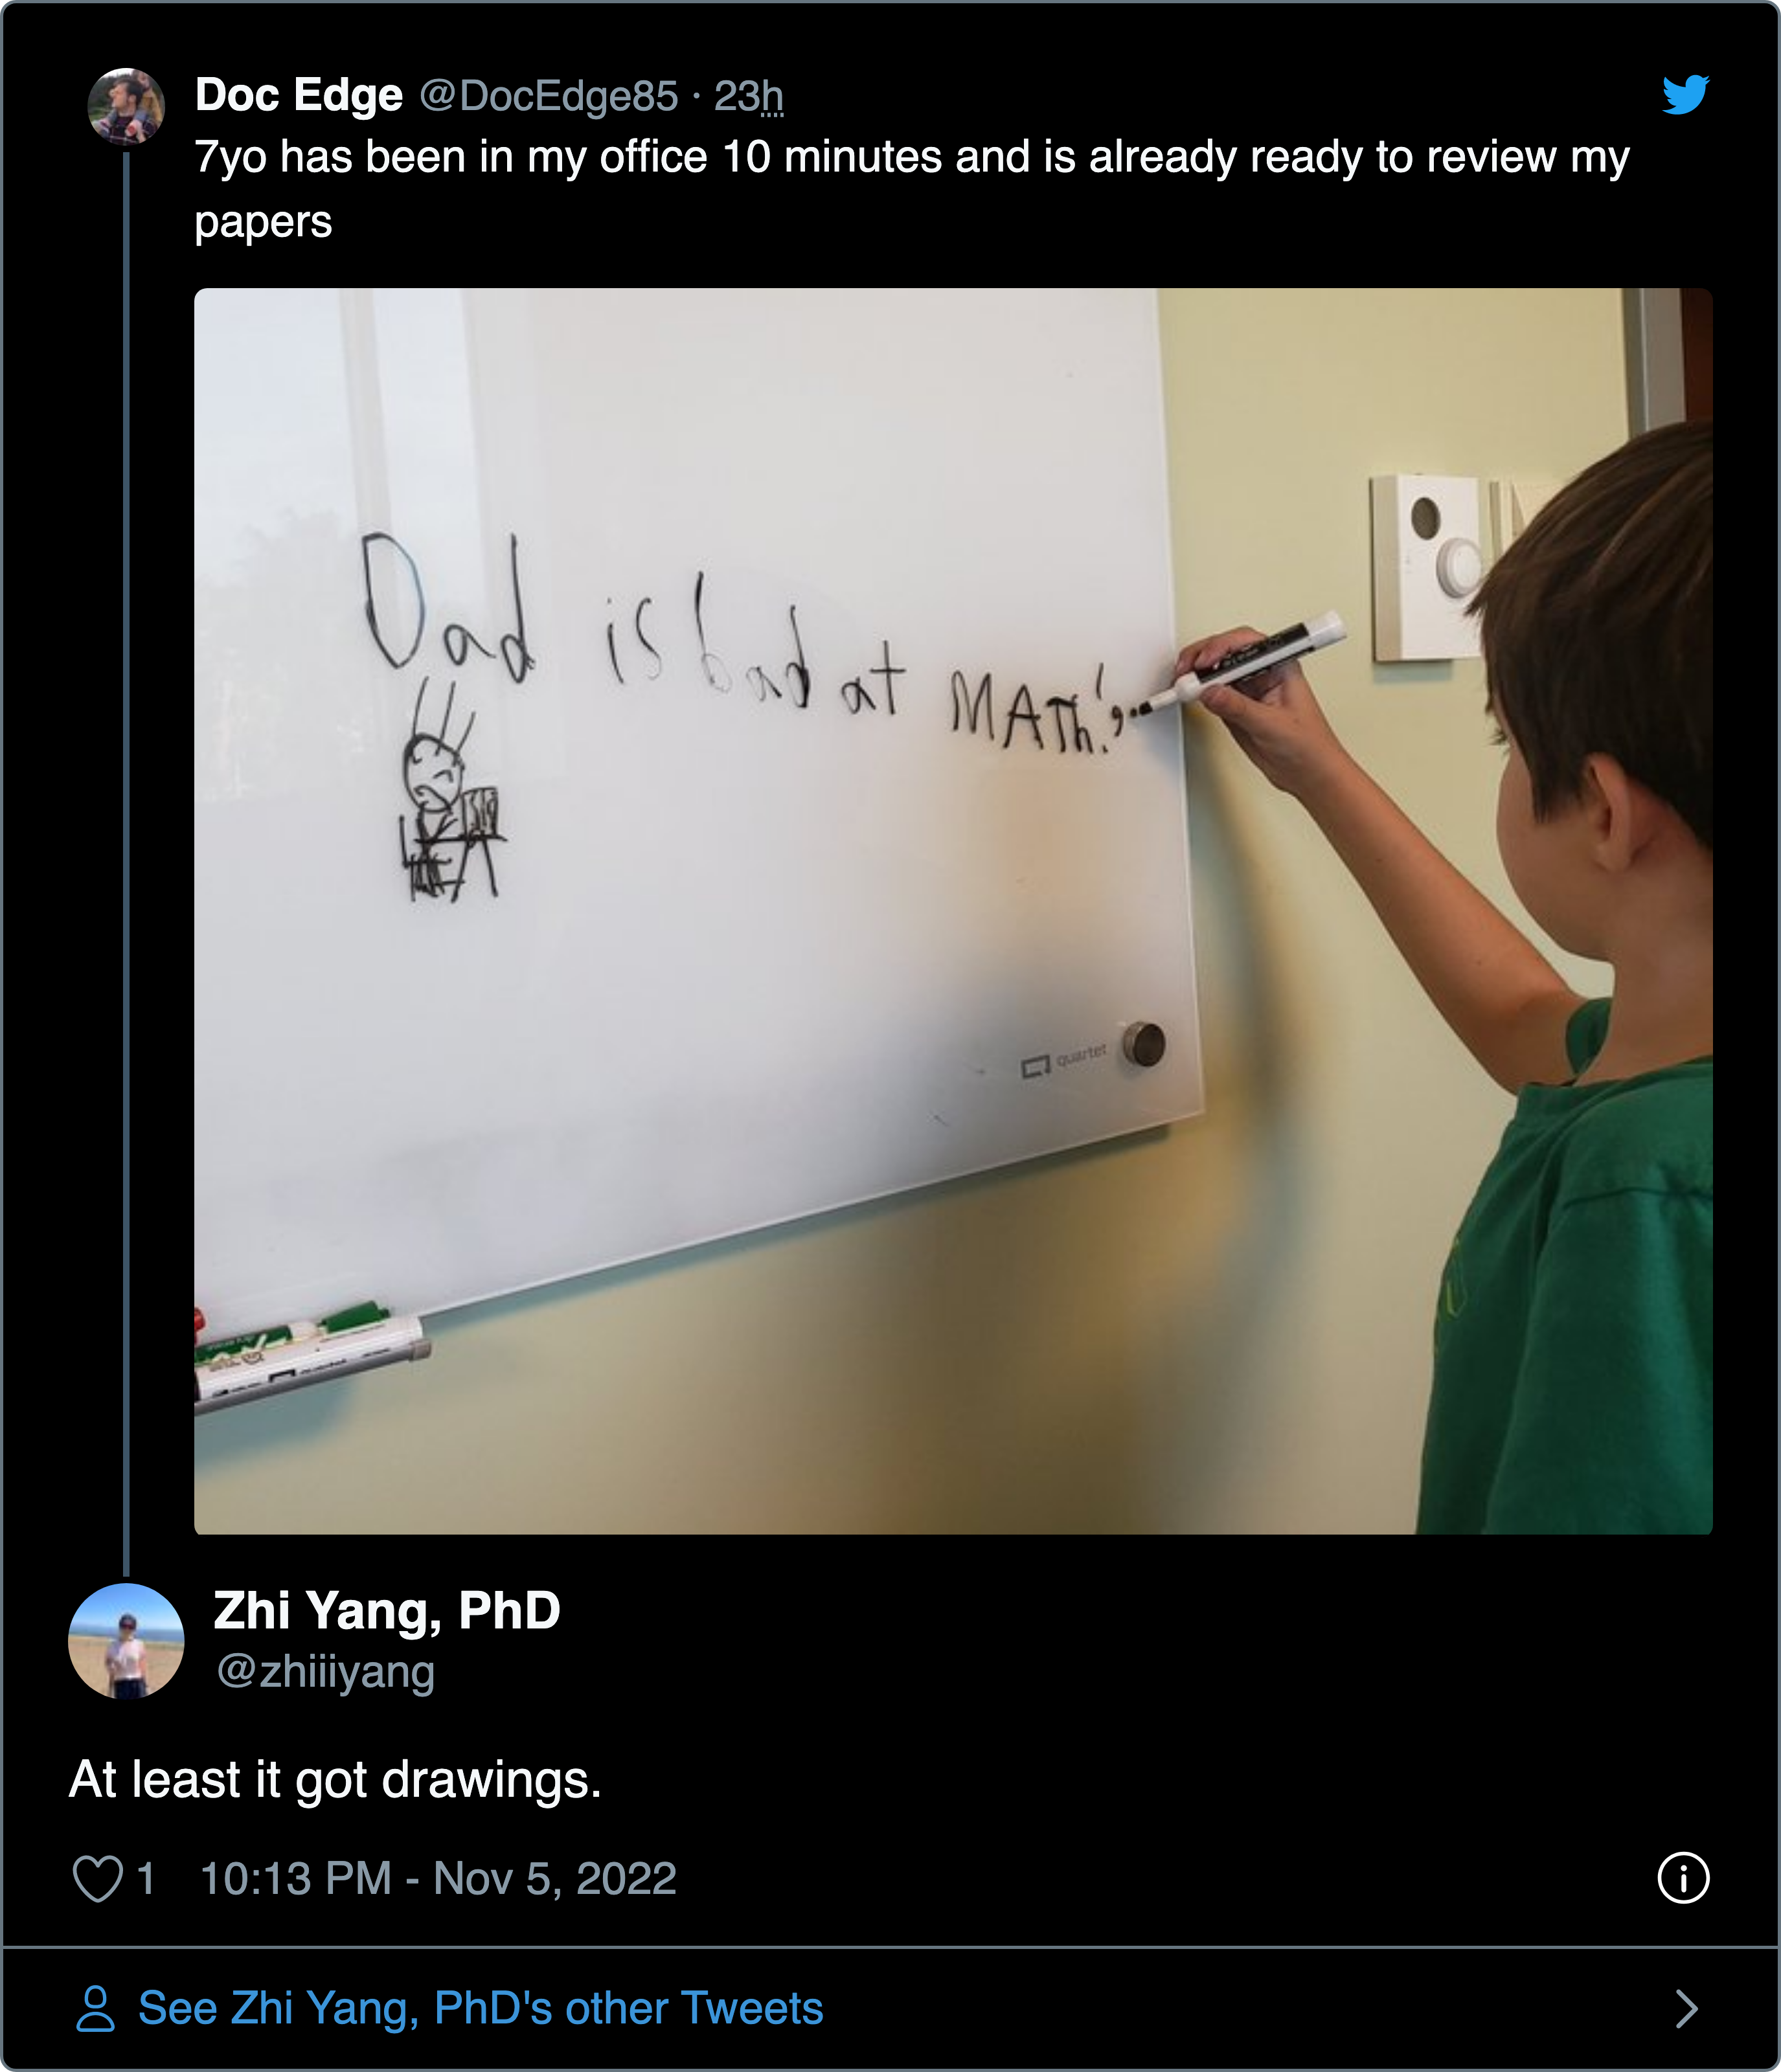 Doc Edge @DocEdge85 · 23h
7yo has been in my office 10 minutes and is already ready to review my
papers
Dad is bad at MATh!
quartet
Zhi Yang, PhD
@zhiiiyang
At least it got drawings.
1 10:13 PM - Nov 5, 2022
See Zhi Yang, PhD's other Tweets